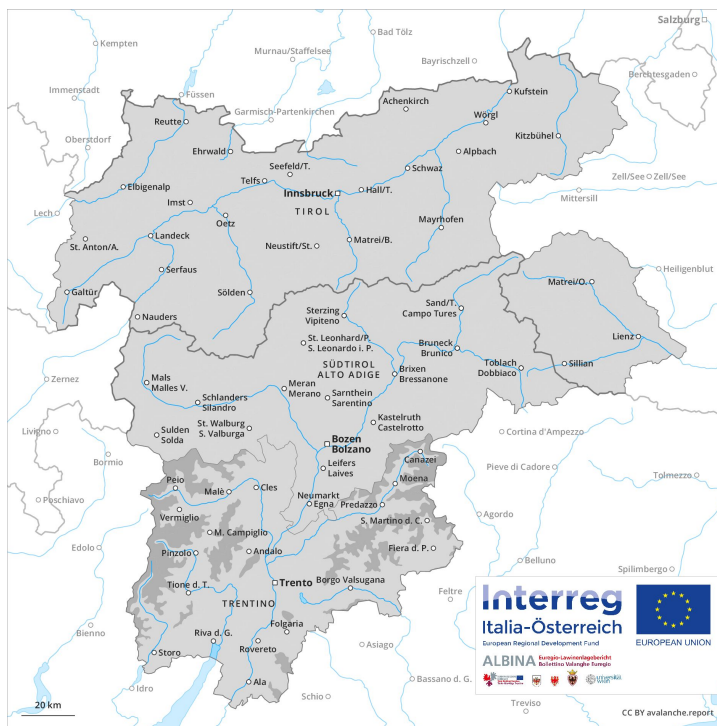 Salzburg
Kempten
Bad Tölz
Murnau/Staffelsee
Bayrischzell
Berchtesgaden
Immenstadt
Füssen
Kufstein
Garmisch-Partenkirchen
Achenkirch
Reutte
Wörgl
Oberstdorf
Kitzbühel
Ehrwald
Alpbach
Seefeld/T.
Schwaz
Telfs
Zell/See
Zell/See
Elbigenalp
Innsbruck
Hall/T.
Mittersill
Imst
TIROL
Lech
Oetz
Mayrhofen
Landeck
St. Anton/A.
Neustift/St.
Matrei/B.
Serfaus
Heiligenblut
Matrei/O.
Galtür
Sölden
Sand/T.
Campo Tures
Sterzing
Vipiteno
Nauders
St. Leonhard/P.
S. Leonardo i. P.
Lienz
Bruneck
Brunico
SÜDTIROL
ALTO ADIGE
Toblach
Dobbiaco
Sillian
Brixen
Bressanone
Zernez
Mals
Malles V.
Meran
Merano
Sarnthein
Sarentino
Schlanders
Silandro
Kastelruth
Castelrotto
St. Walburg
S. Valburga
Livigno
Sulden
Solda
Bozen
Bolzano
Cortina d'Ampezzo
Bormio
Canazei
Leifers
Laives
Pieve di Cadore
Tolmezzo
Peio
Moena
Malè
Cles
Neumarkt
Egna
Poschiavo
Predazzo
Vermiglio
Agordo
S. Martino d. C.
M. Campiglio
Edolo
Pinzolo
Andalo
Fiera d. P.
Belluno
Spilimbergo
Tione d. T.
Trento
Borgo Valsugana
Feltre
TRENTINO
Folgaria
Bienno
Riva d. G.
Rovereto
Asiago
Storo
Bassano d. G.
Idro
Ala
Schio
Treviso
20 km
Interreg
Italia-Österreich
European Regional Development Fund
EUROPEAN UNION
ALBINA Euregio-Lawinenlagebericht
Bollettino Valanghe Euregio
universität
wien
CC BY avalanche.report